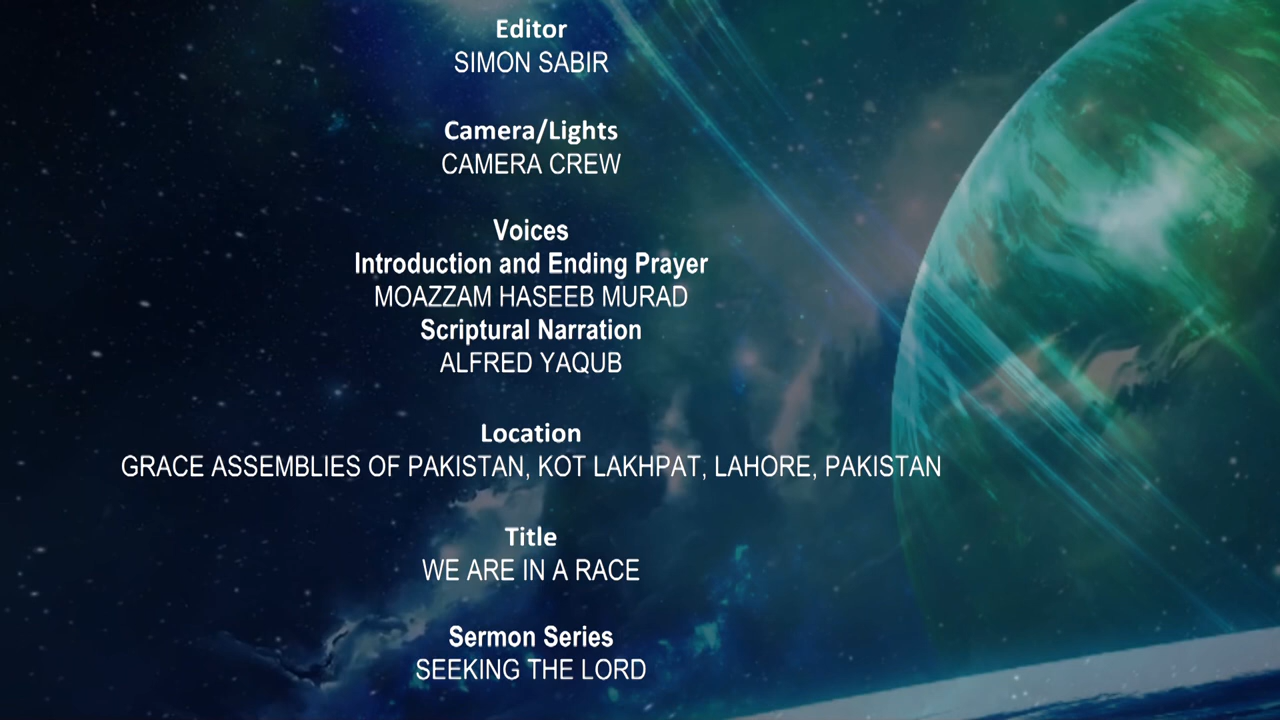 Editor
SIMON SABIR
Camera/Lights
CAMERA CREW
Voices
Introduction and Ending Prayer
MOAZZAM HASEEB MURAD
Scriptural Narration
ALFRED YAQUB
Location
GRACE ASSEMBLIES OF PAKISTAN, KOT LAKHPAT, LAHORE, PAKISTAN
Title
WE ARE IN A RACE
Sermon Series
SEEKING THE LORD